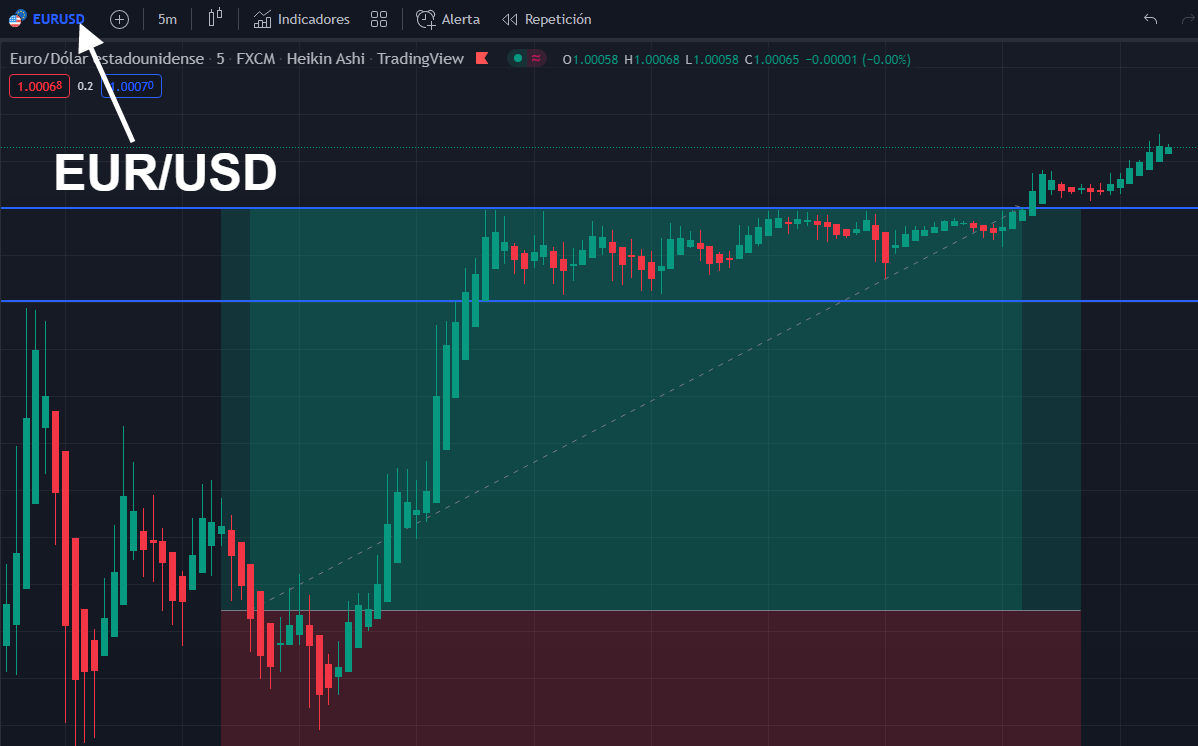 EURUSD 5m Indicadores Alerta Repetición
Euro/Dólar estadounidense · 5 · FXCM · Heikin Ashi · TradingView O1.00058 H1.00068 L1.00058 C1.00065 −0.00001 (−0.00%)
1.00068 0.2 1.00070
EUR/USD